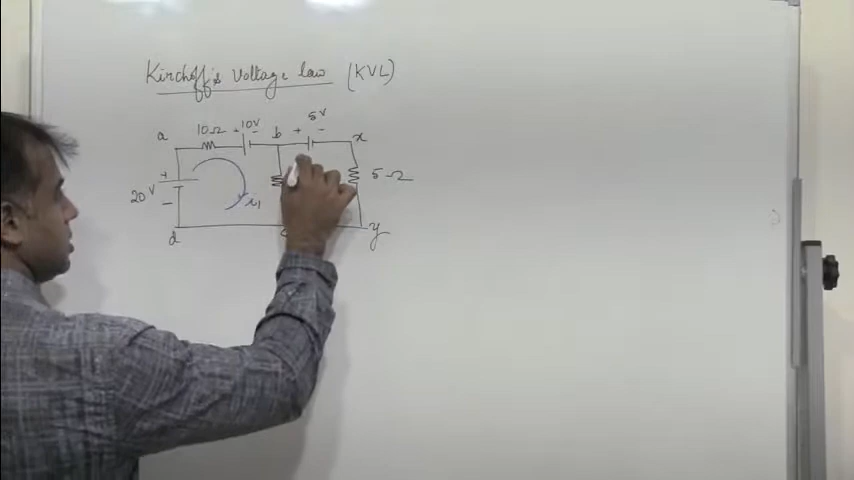 Kirchoff's Voltage law (KVL)
5V
a 10Ω + 10V - b + - x
+
20V
-
i1
5Ω
d
y